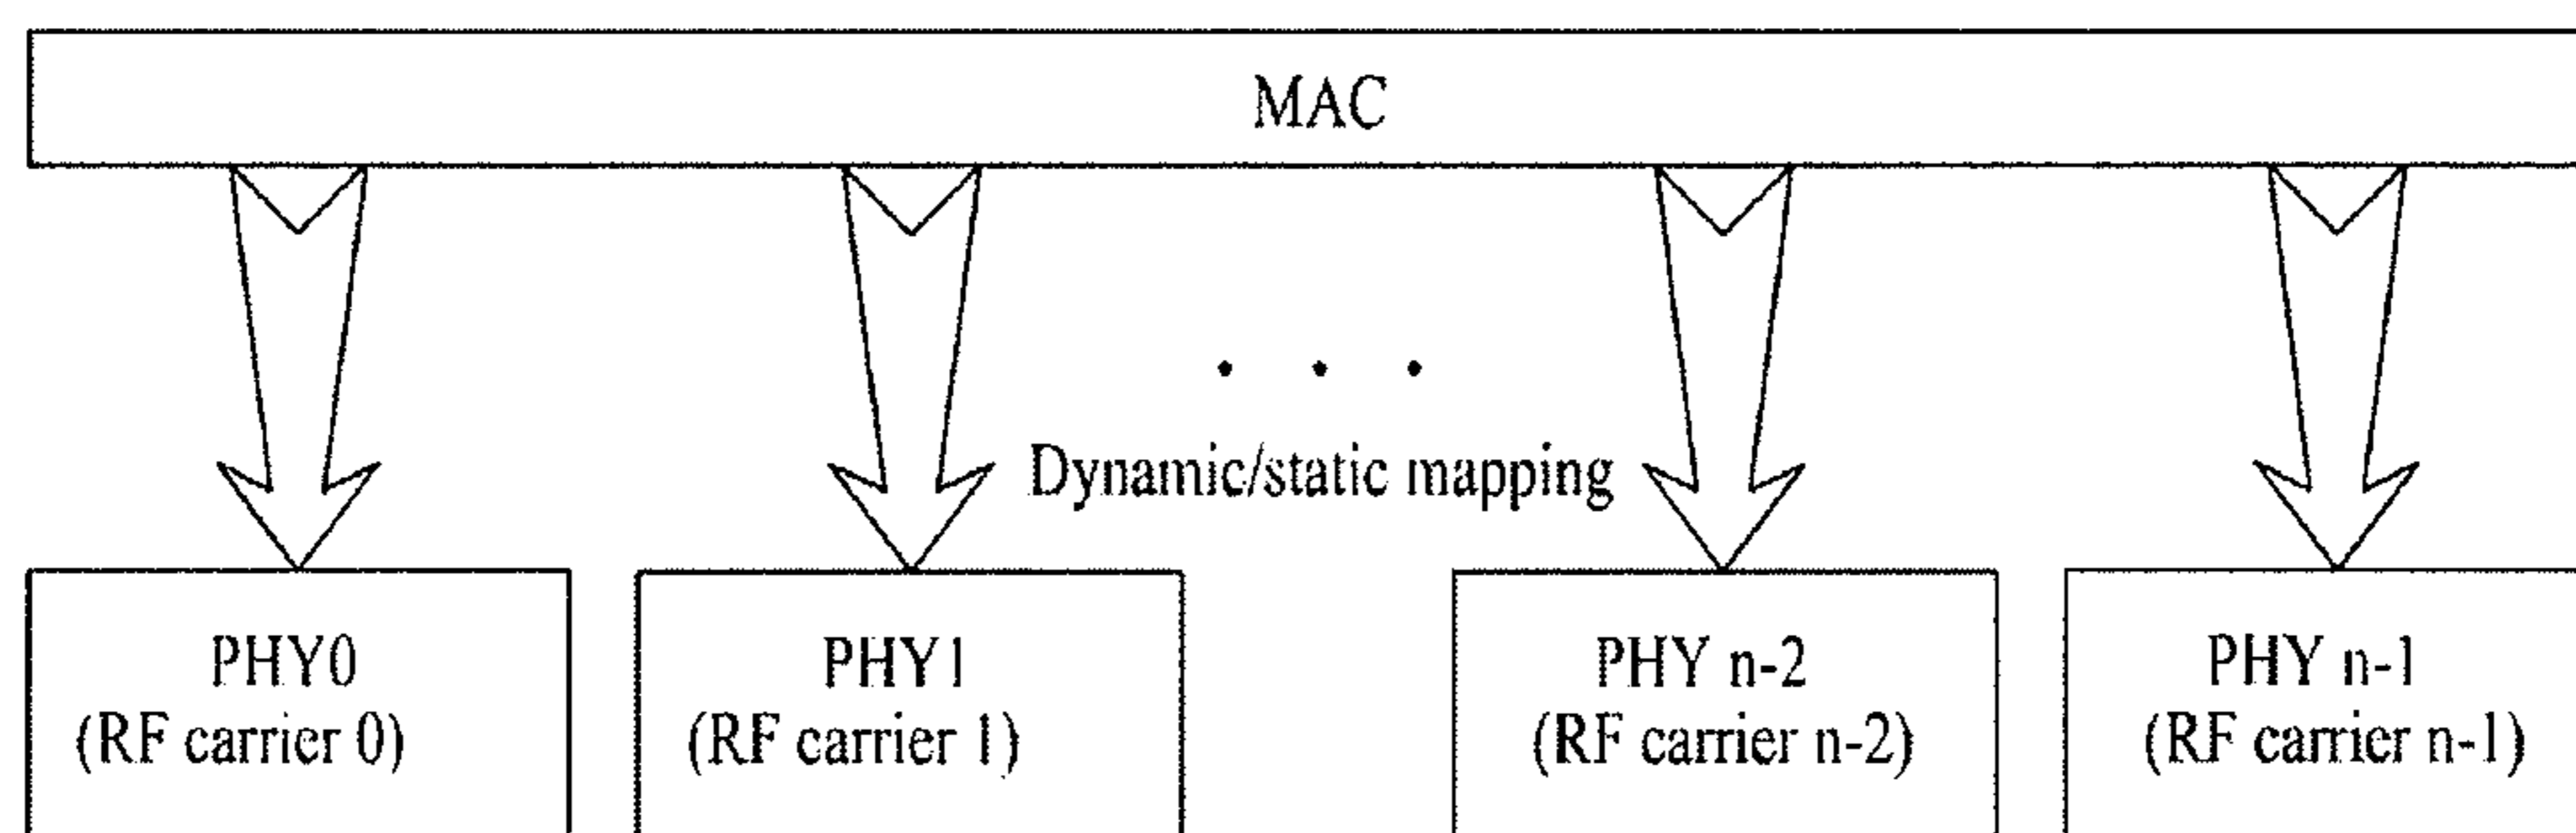 MAC
. . .
Dynamic/static mapping
PHY0
(RF carrier 0)
PHY1
(RF carrier 1)
PHY n-2
(RF carrier n-2)
PHY n-1
(RF carrier n-1)